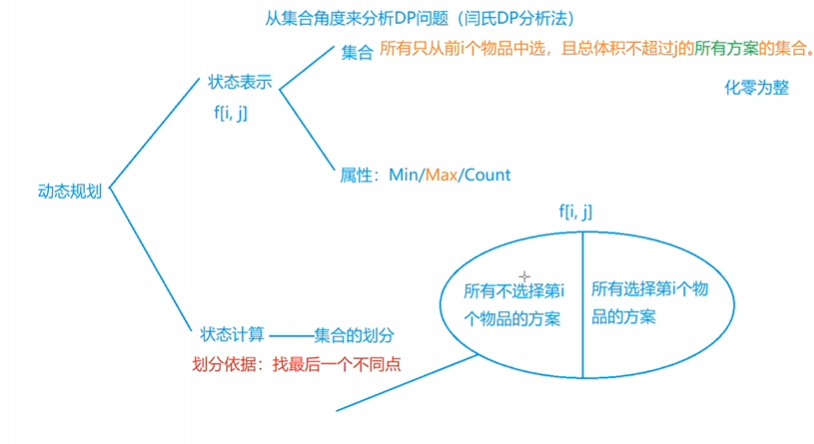 从集合角度来分析DP问题（闫氏DP分析法）
集合 所有只从前i个物品中选，且总体积不超过j的所有方案的集合。
状态表示
化零为整
f[i, j]
属性：Min/Max/Count
动态规划
f[i, j]
所有不选择第i
个物品的方案
所有选择第i个物
品的方案
状态计算
集合的划分
划分依据：找最后一个不同点